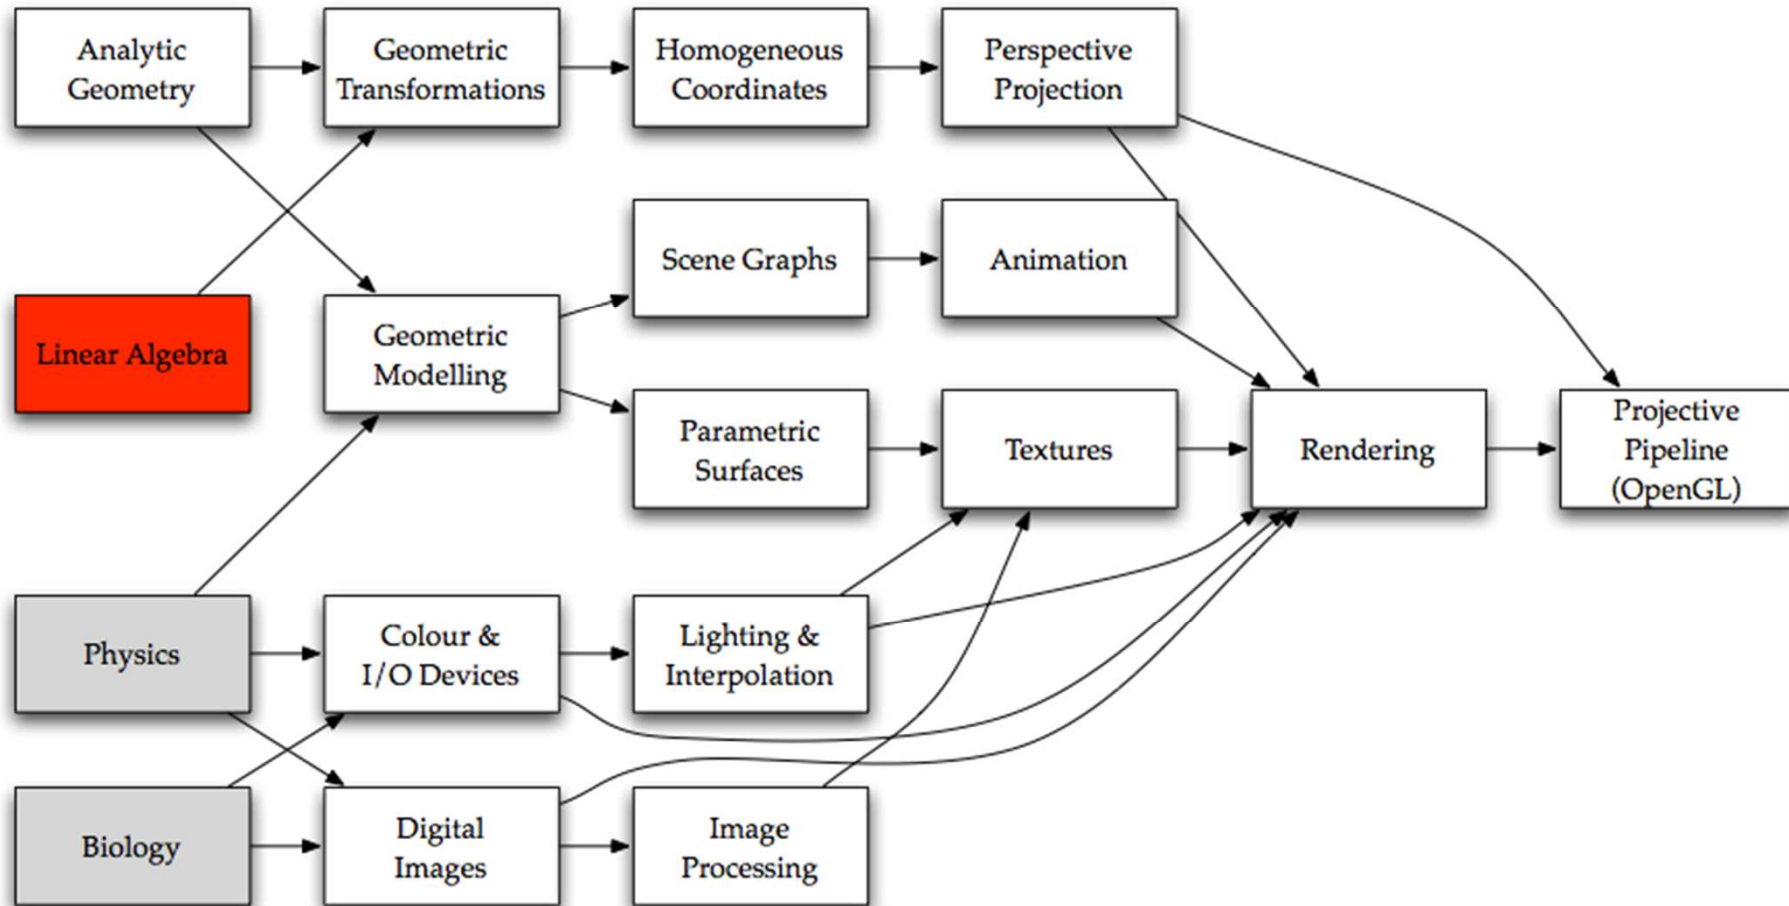 Analytic
Geometry
Geometric
Transformations
Homogeneous
Coordinates
Perspective
Projection
Scene Graphs
Animation
Linear Algebra
Geometric
Modelling
Parametric
Surfaces
Textures
Rendering
Projective
Pipeline
(OpenGL)
Physics
Colour &
I/O Devices
Lighting &
Interpolation
Biology
Digital
Images
Image
Processing